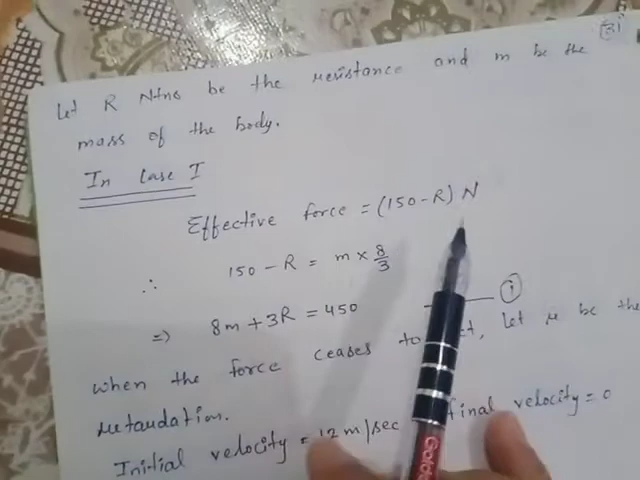 31
Let R Ntns be the resistance and m be the
mass of the body.
In Case I
Effective force = (150-R) N
∴ 150 - R = m × 8/3
⇒ 8m + 3R = 450 — (i)
when the force ceases to act, let μ be the
retardation.
Initial velocity = 12 m/sec final velocity = 0
Gold